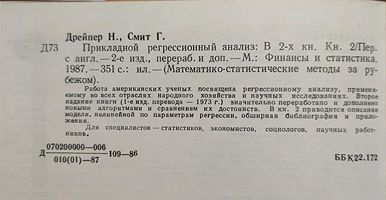 Дрейпер Н., Смит Г.
Д73 Прикладной регрессионный анализ: В 2-х кн. Кн. 2/Пер.
с англ.—2-е изд., перераб. и доп.—М.: Финансы и статистика,
1987.—351 с.: ил.—(Математико-статистические методы за ру-
бежом).
Работа американских ученых посвящена регрессионному анализу, применя-
емому во всех отраслях народного хозяйства и научных исследованиях. Второе
издание книги (1-е изд. перевода — 1973 г.) значительно переработано и дополнено
новыми алгоритмами и сравнением их достоинств. В кн. 2 приводится описание
модели, нелинейной по параметрам регрессии, обширная библиография и прило-
жения.
Для специалистов — статистиков, экономистов, социологов, научных работ-
ников.
Д 0702000000—006 109—86
010(01)—87
ББК22.172